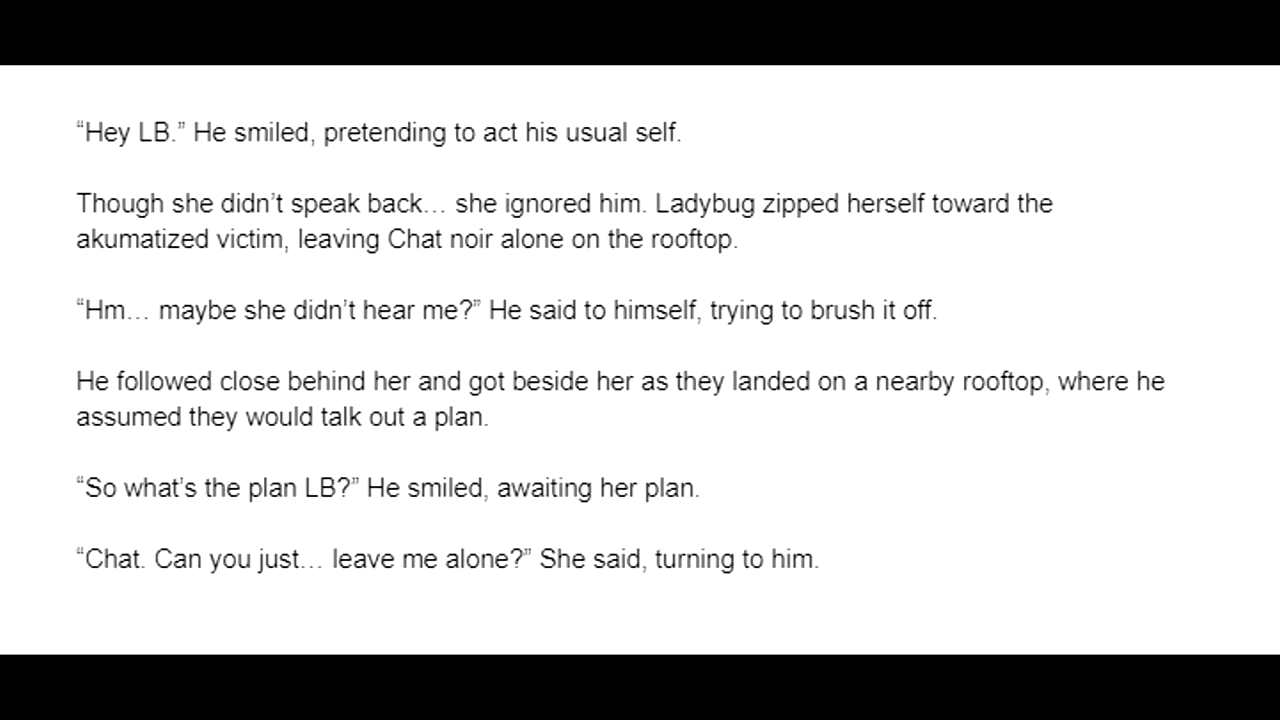 “Hey LB.” He smiled, pretending to act his usual self.
Though she didn’t speak back… she ignored him. Ladybug zipped herself toward the
akumatized victim, leaving Chat noir alone on the rooftop.
“Hm… maybe she didn’t hear me?” He said to himself, trying to brush it off.
He followed close behind her and got beside her as they landed on a nearby rooftop, where he
assumed they would talk out a plan.
“So what’s the plan LB?” He smiled, awaiting her plan.
“Chat. Can you just… leave me alone?” She said, turning to him.